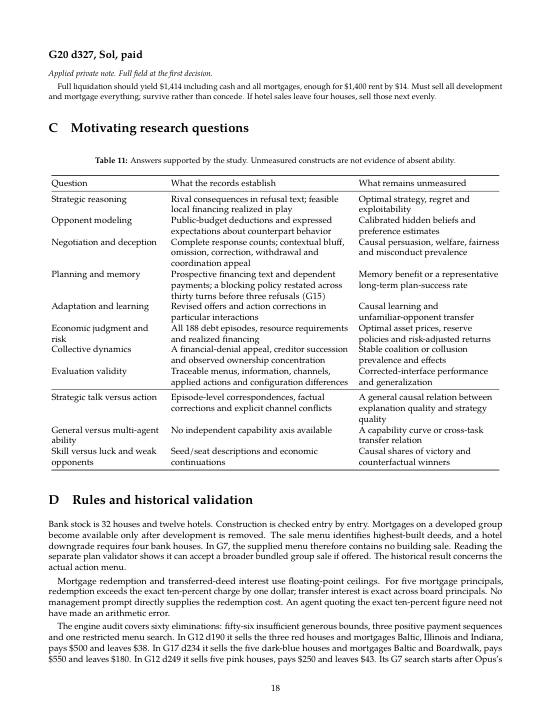 G20 d327, Sol, paid
Applied private note. Full field at the first decision.
Full liquidation should yield $1,414 including cash and all mortgages, enough for $1,400 rent by $14. Must sell all development
and mortgage everything; survive rather than concede. If hotel sales leave four houses, sell those next evenly.
C Motivating research questions
Table 11: Answers supported by the study. Unmeasured constructs are not evidence of absent ability.
Question What the records establish What remains unmeasured
Strategic reasoning Rival consequences in refusal text; feasible Optimal strategy, regret and
local financing realized in play exploitability
Opponent modeling Public-budget deductions and expressed Calibrated hidden beliefs and
expectations about counterpart behavior preference estimates
Negotiation and deception Complete response counts; contextual bluff, Causal persuasion, welfare, fairness
omission, correction, withdrawal and and misconduct prevalence
coordination appeal
Planning and memory Prospective financing text and dependent Memory benefit or a representative
payments; a blocking policy restated across long-term plan-success rate
thirty turns before three refusals (G15)
Adaptation and learning Revised offers and action corrections in Causal learning and
particular interactions unfamiliar-opponent transfer
Economic judgment and All 188 debt episodes, resource requirements Optimal asset prices, reserve
risk and realized financing policies and risk-adjusted returns
Collective dynamics A financial-denial appeal, creditor succession Stable coalition or collusion
and observed ownership concentration prevalence and effects
Evaluation validity Traceable menus, information, channels, Corrected-interface performance
applied actions and configuration differences and generalization
Strategic talk versus action Episode-level correspondences, factual A general causal relation between
corrections and explicit channel conflicts explanation quality and strategy
quality
General versus multi-agent No independent capability axis available A capability curve or cross-task
ability transfer relation
Skill versus luck and weak Seed/seat descriptions and economic Causal shares of victory and
opponents continuations counterfactual winners
D Rules and historical validation
Bank stock is 32 houses and twelve hotels. Construction is checked entry by entry. Mortgages on a developed group
become available only after development is removed. The sale menu identifies highest-built deeds, and a hotel
downgrade requires four bank houses. In G7, the supplied menu therefore contains no building sale. Reading the
separate plan validator shows it can accept a broader bundled group sale if offered. The historical result concerns the
actual action menu.
Mortgage redemption and transferred-deed interest use floating-point ceilings. For five mortgage principals,
redemption exceeds the exact ten-percent charge by one dollar; transfer interest is exact across board principals. No
management prompt directly supplies the redemption cost. An agent quoting the exact ten-percent figure need not
have made an arithmetic error.
The engine audit covers sixty eliminations: fifty-six insufficient generous bounds, three positive payment sequences
and one restricted menu search. In G12 d190 it sells the three red houses and mortgages Baltic, Illinois and Indiana,
pays $500 and leaves $38. In G17 d234 it sells the five dark-blue houses and mortgages Baltic and Boardwalk, pays
$550 and leaves $180. In G12 d249 it sells five pink houses, pays $250 and leaves $43. Its G7 search starts after Opus's
18